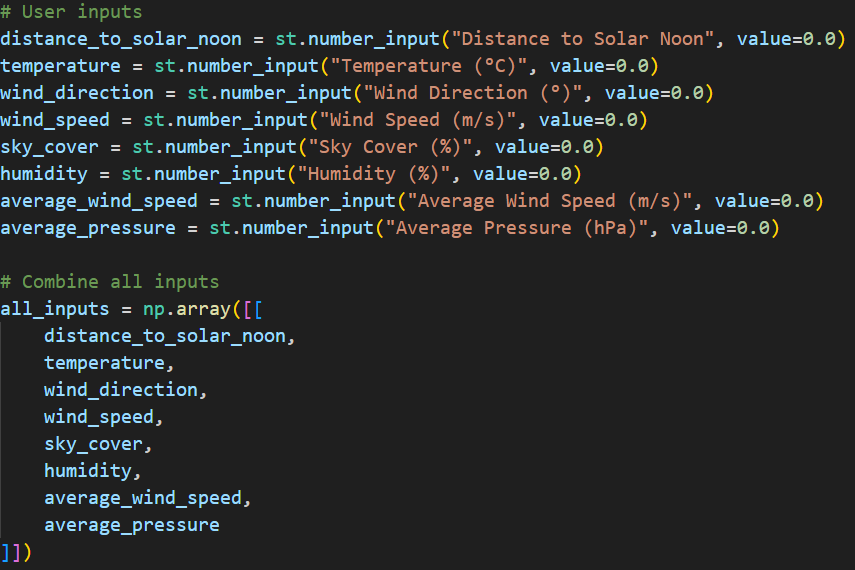 # User inputs
distance_to_solar_noon = st.number_input("Distance to Solar Noon", value=0.0)
temperature = st.number_input("Temperature (°C)", value=0.0)
wind_direction = st.number_input("Wind Direction (°)", value=0.0)
wind_speed = st.number_input("Wind Speed (m/s)", value=0.0)
sky_cover = st.number_input("Sky Cover (%)", value=0.0)
humidity = st.number_input("Humidity (%)", value=0.0)
average_wind_speed = st.number_input("Average Wind Speed (m/s)", value=0.0)
average_pressure = st.number_input("Average Pressure (hPa)", value=0.0)

# Combine all inputs
all_inputs = np.array([[
    distance_to_solar_noon,
    temperature,
    wind_direction,
    wind_speed,
    sky_cover,
    humidity,
    average_wind_speed,
    average_pressure
]])